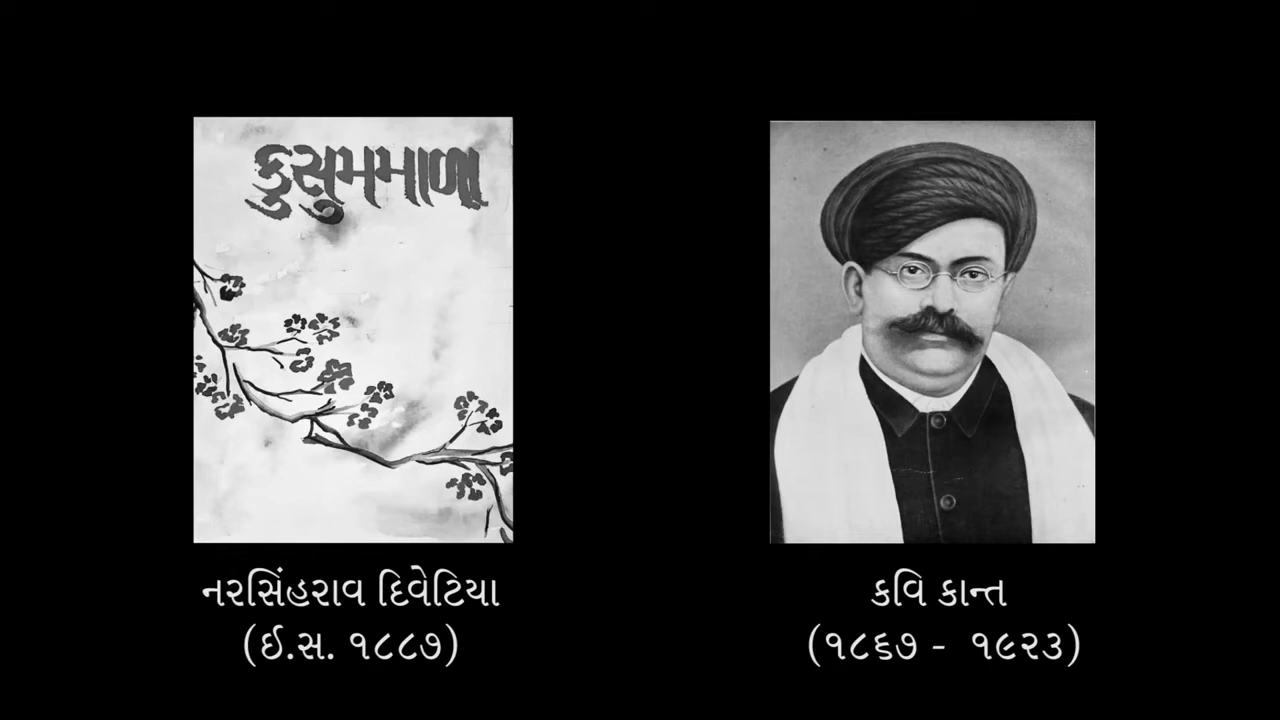 કુસુમમાળા
નરસિંહરાવ દિવેટિયા
(ઈ.સ. ૧૮૮૭)
કવિ કાન્ત
(૧૮૬૭ - ૧૯૨૩)